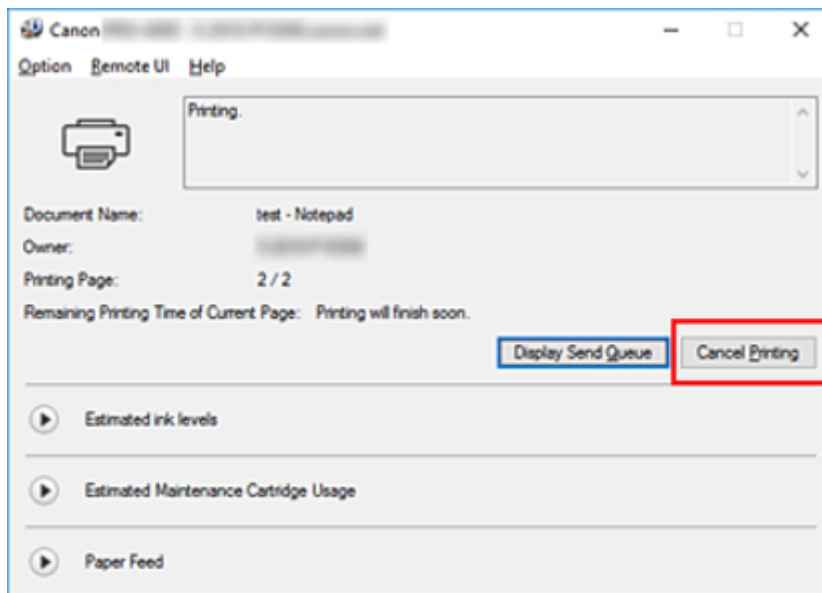 Canon
Option Remote UI Help
Printing.
Document Name: test - Notepad
Owner:
Printing Page: 2 / 2
Remaining Printing Time of Current Page: Printing will finish soon.
Display Send Queue Cancel Printing
Estimated ink levels
Estimated Maintenance Cartridge Usage
Paper Feed